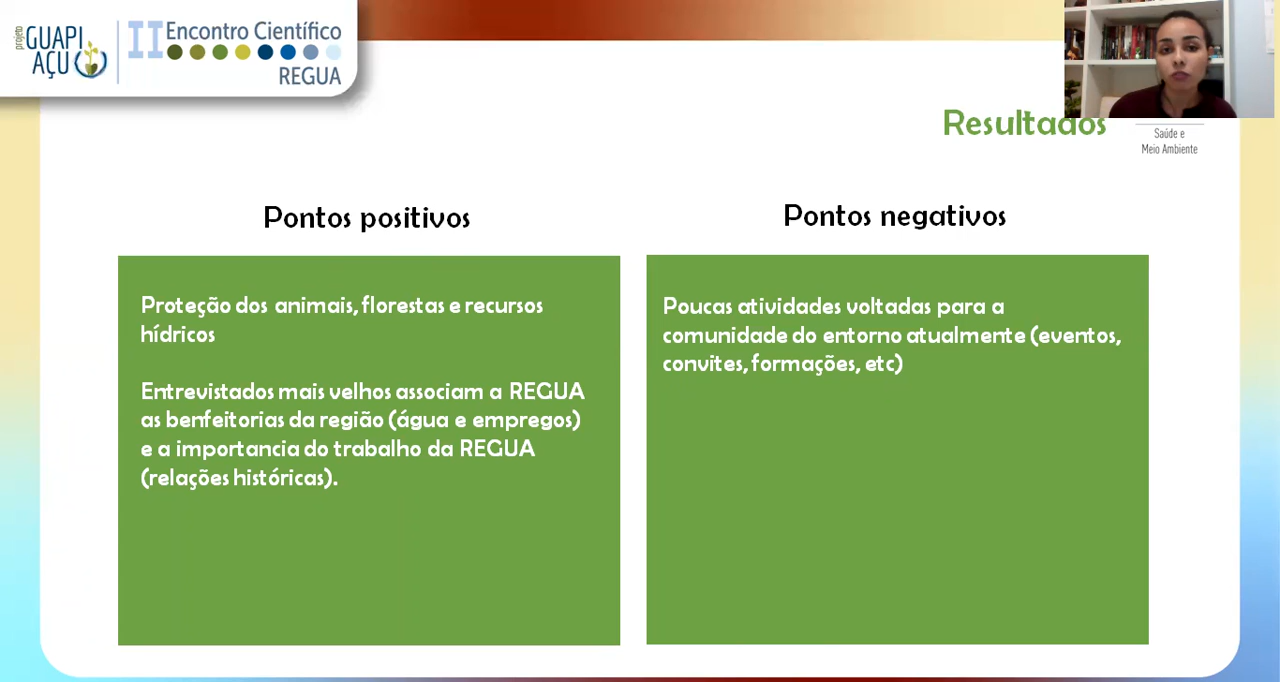 projeto
GUAPI
AÇU
II Encontro Científico
REGUA
Resultados
Saúde e
Meio Ambiente
Pontos positivos
Pontos negativos
Proteção dos animais, florestas e recursos
hídricos
Entrevistados mais velhos associam a REGUA
as benfeitorias da região (água e empregos)
e a importancia do trabalho da REGUA
(relações históricas).
Poucas atividades voltadas para a
comunidade do entorno atualmente (eventos,
convites, formações, etc)